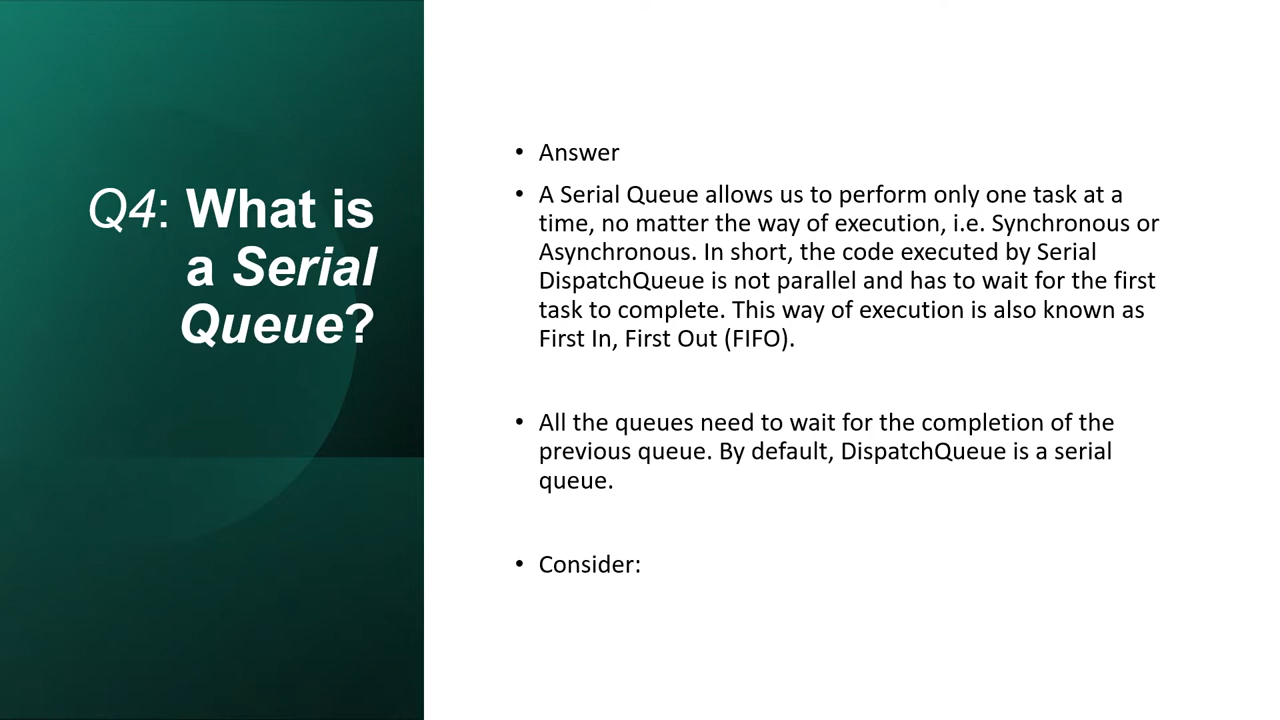 Q4: What is
a Serial
Queue?
• Answer
• A Serial Queue allows us to perform only one task at a
time, no matter the way of execution, i.e. Synchronous or
Asynchronous. In short, the code executed by Serial
DispatchQueue is not parallel and has to wait for the first
task to complete. This way of execution is also known as
First In, First Out (FIFO).
• All the queues need to wait for the completion of the
previous queue. By default, DispatchQueue is a serial
queue.
• Consider: